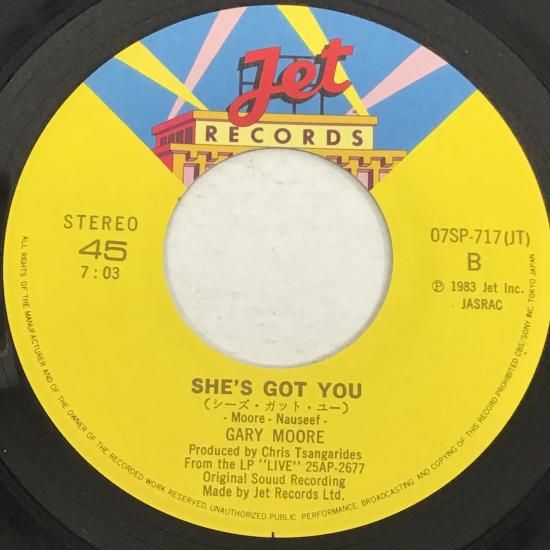 Jet
RECORDS
STEREO
45
7:03
07SP-717(JT)
B
℗ 1983 Jet Inc.
JASRAC
SHE'S GOT YOU
(シーズ・ガット・ユー)
- Moore - Nauseef -
GARY MOORE
Produced by Chris Tsangarides
From the LP "LIVE" 25AP-2677
Original Souud Recording
Made by Jet Records Ltd.
ALL RIGHTS OF THE MANUFACTURER AND OF THE OWNER OF THE RECORDED WORK RESERVED. UNAUTHORIZED PUBLIC PERFORMANCE, BROADCASTING AND COPYING OF THIS RECORD PROHIBITED CBS/SONY INC. TOKYO JAPAN